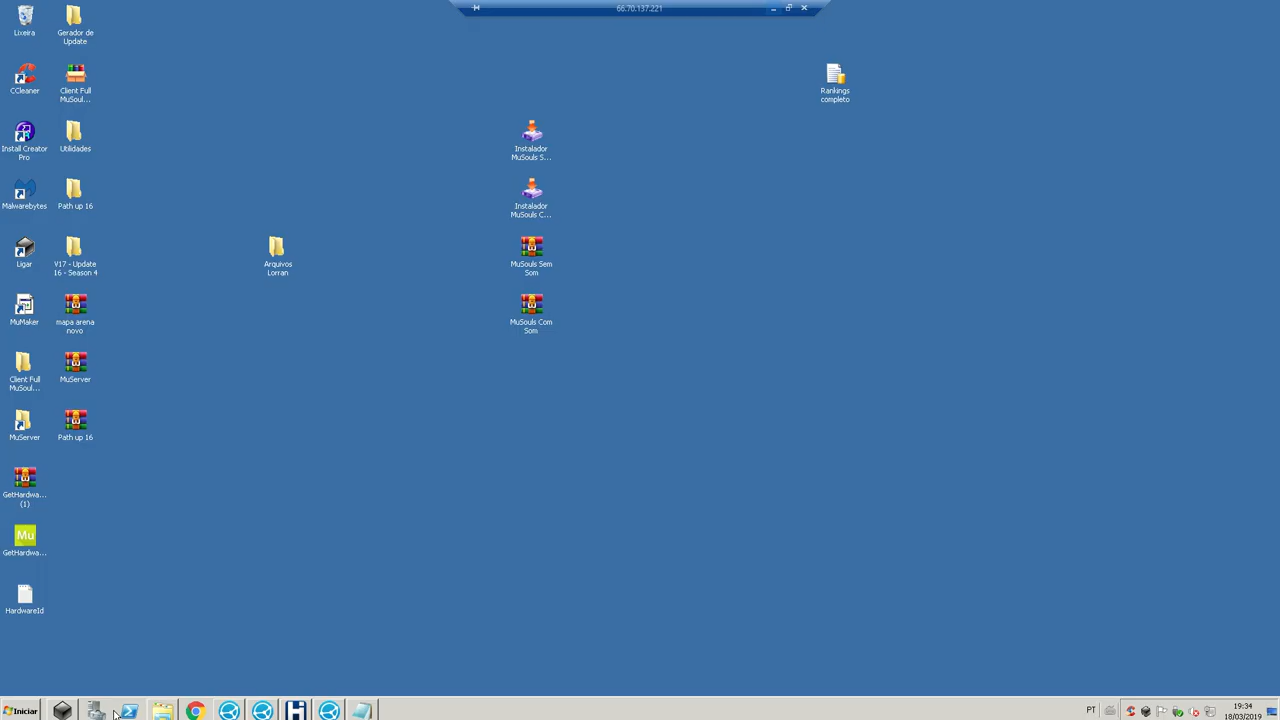 66.70.137.221
Lixeira
Gerador de
Update
CCleaner
Client Full
MuSoul...
Rankings
completo
Install Creator
Pro
Utilidades
Instalador
MuSouls S...
Malwarebytes
Path up 16
Instalador
MuSouls C...
Ligar
V17 - Update
16 - Season 4
Arquivos
Lorran
MuSouls Sem
Som
MuMaker
mapa arena
novo
MuSouls Com
Som
Client Full
MuSoul...
MuServer
MuServer
Path up 16
GetHardwa...
(1)
Mu
GetHardwa...
HardwareId
Iniciar
PT
19:34
18/03/2019